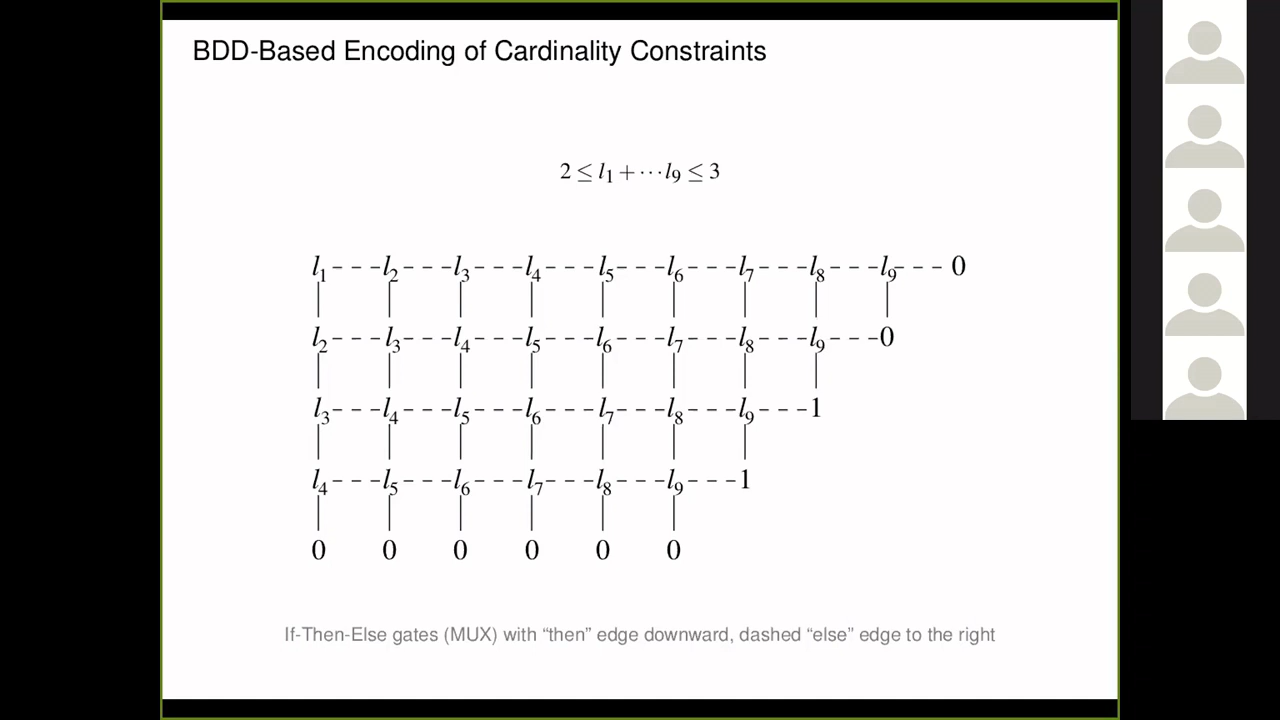 BDD-Based Encoding of Cardinality Constraints
2 ≤ l₁ + ··· l₉ ≤ 3
l₁ - - - l₂ - - - l₃ - - - l₄ - - - l₅ - - - l₆ - - - l₇ - - - l₈ - - - l₉ - - - 0
l₂ - - - l₃ - - - l₄ - - - l₅ - - - l₆ - - - l₇ - - - l₈ - - - l₉ - - - 0
l₃ - - - l₄ - - - l₅ - - - l₆ - - - l₇ - - - l₈ - - - l₉ - - - 1
l₄ - - - l₅ - - - l₆ - - - l₇ - - - l₈ - - - l₉ - - - 1
0 0 0 0 0 0
If-Then-Else gates (MUX) with “then” edge downward, dashed “else” edge to the right